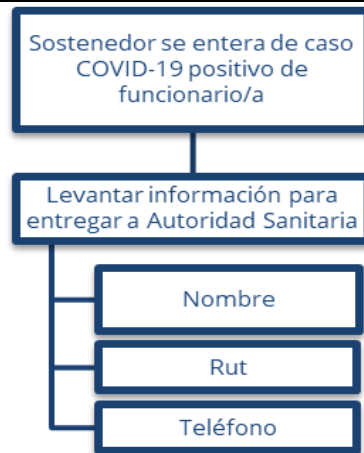 Sostenedor se entera de caso
COVID-19 positivo de
funcionario/a
Levantar información para
entregar a Autoridad Sanitaria
Nombre
Rut
Teléfono